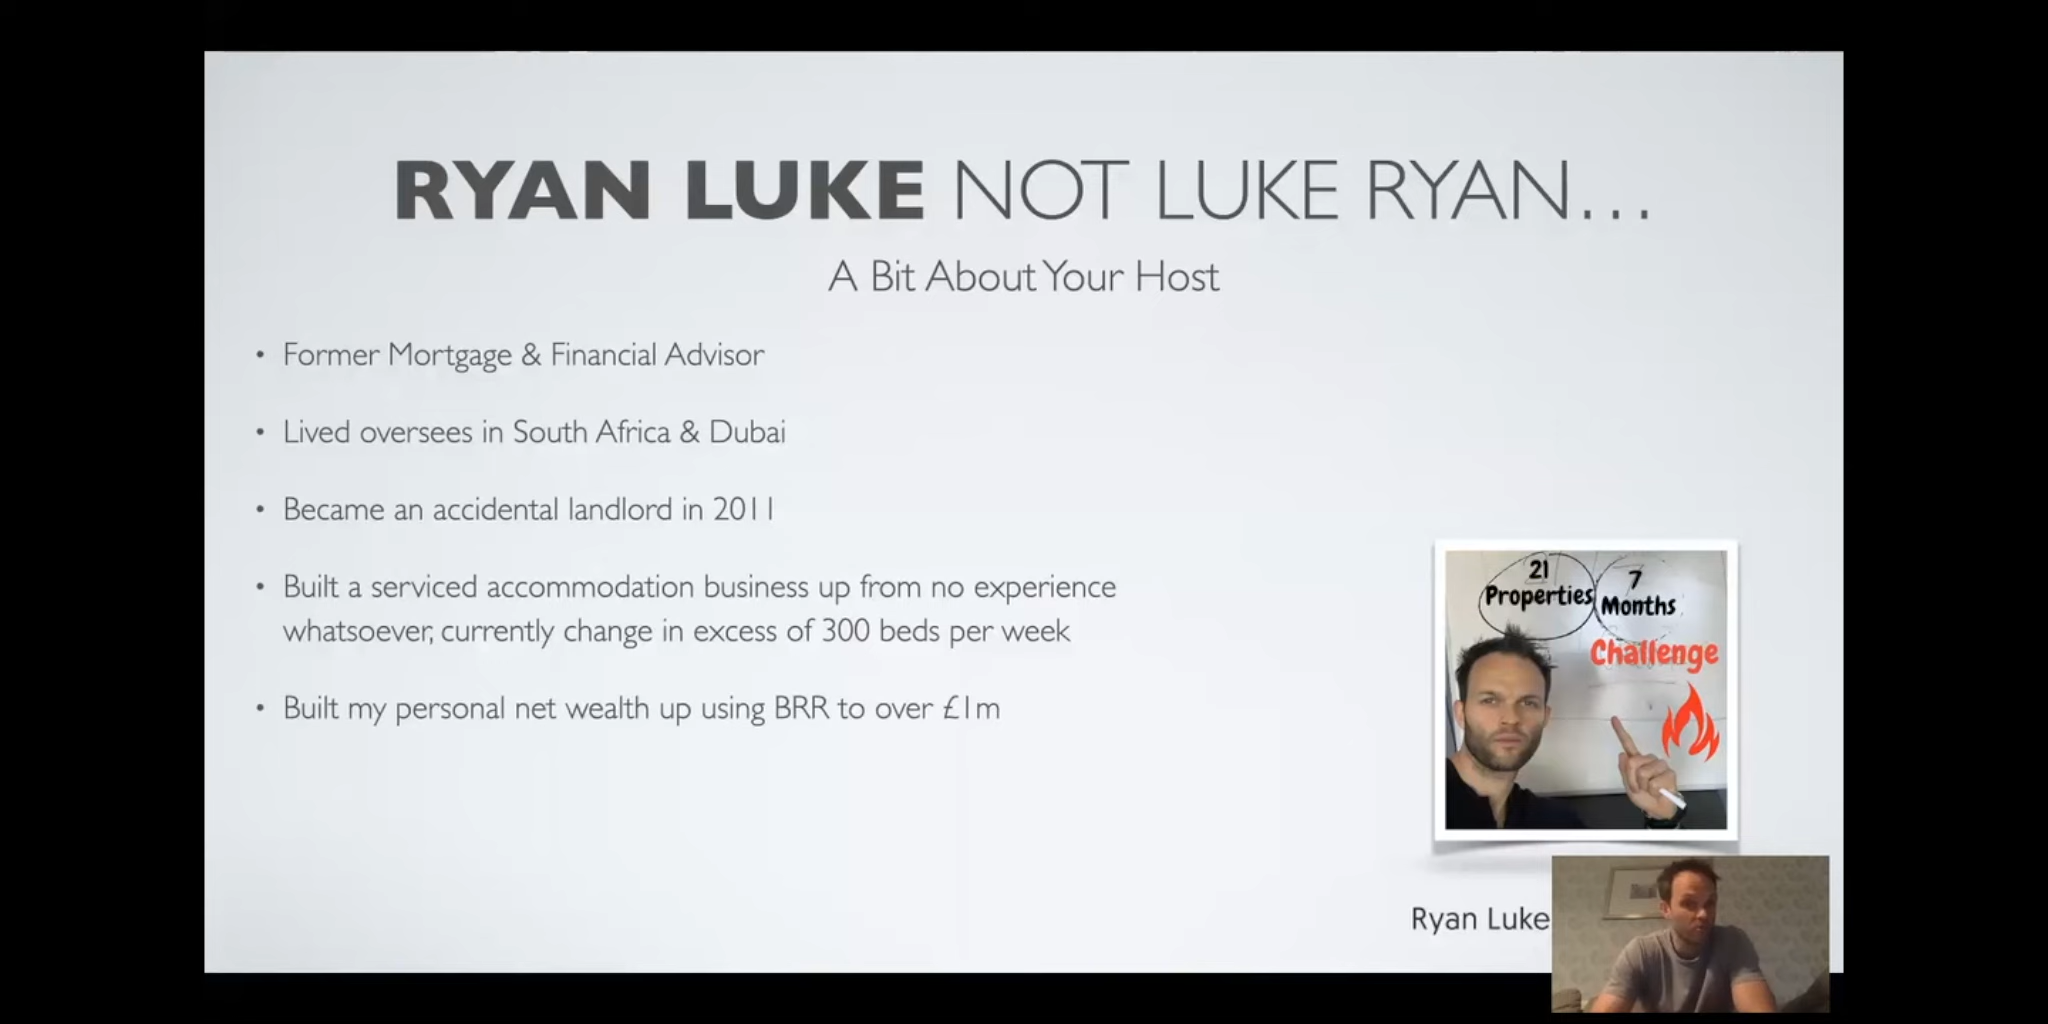 RYAN LUKE NOT LUKE RYAN...
A Bit About Your Host
• Former Mortgage & Financial Advisor
• Lived oversees in South Africa & Dubai
• Became an accidental landlord in 2011
• Built a serviced accommodation business up from no experience
whatsoever, currently change in excess of 300 beds per week
• Built my personal net wealth up using BRR to over £1m
21
Properties
7
Months
Challenge
Ryan Luke